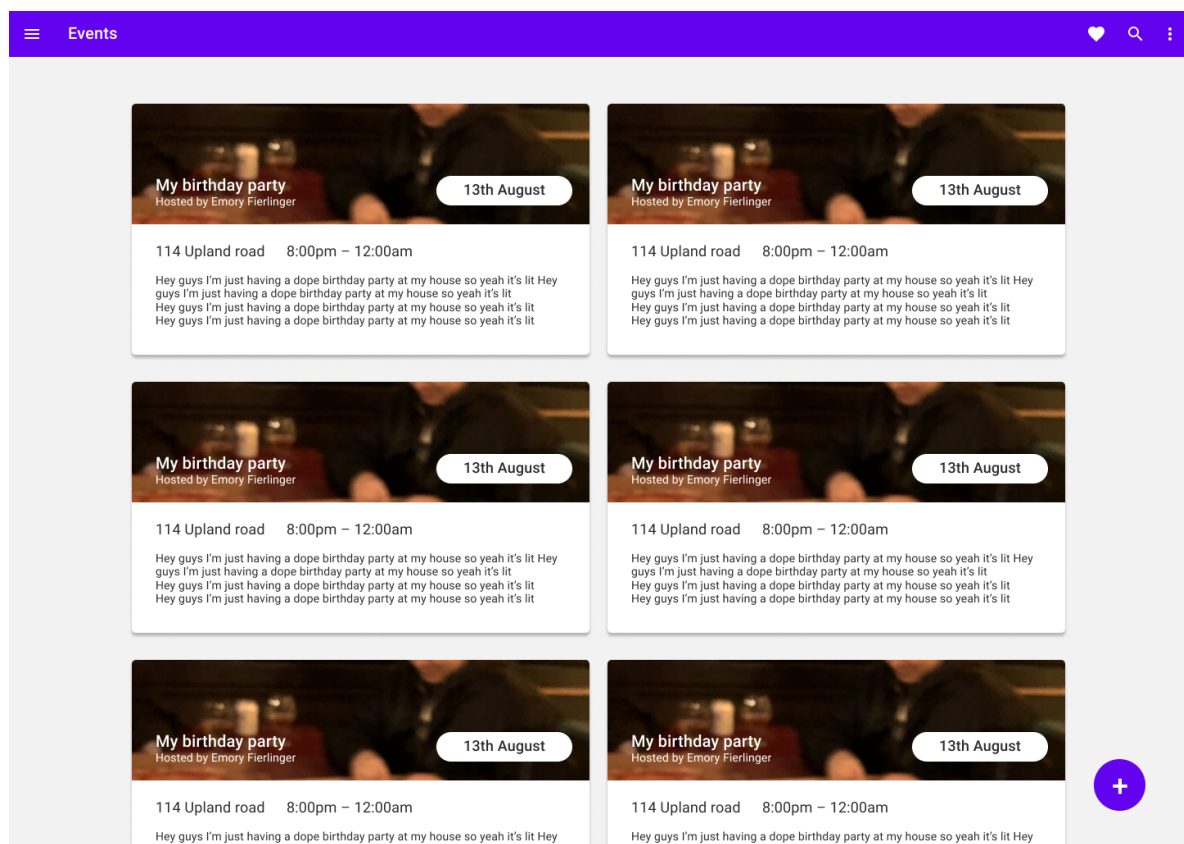 Events
My birthday party
Hosted by Emory Fierlinger
13th August
114 Upland road 8:00pm – 12:00am
Hey guys I’m just having a dope birthday party at my house so yeah it’s lit Hey
guys I’m just having a dope birthday party at my house so yeah it’s lit
Hey guys I’m just having a dope birthday party at my house so yeah it’s lit
Hey guys I’m just having a dope birthday party at my house so yeah it’s lit
My birthday party
Hosted by Emory Fierlinger
13th August
114 Upland road 8:00pm – 12:00am
Hey guys I’m just having a dope birthday party at my house so yeah it’s lit Hey
guys I’m just having a dope birthday party at my house so yeah it’s lit
Hey guys I’m just having a dope birthday party at my house so yeah it’s lit
Hey guys I’m just having a dope birthday party at my house so yeah it’s lit
My birthday party
Hosted by Emory Fierlinger
13th August
114 Upland road 8:00pm – 12:00am
Hey guys I’m just having a dope birthday party at my house so yeah it’s lit Hey
guys I’m just having a dope birthday party at my house so yeah it’s lit
Hey guys I’m just having a dope birthday party at my house so yeah it’s lit
Hey guys I’m just having a dope birthday party at my house so yeah it’s lit
My birthday party
Hosted by Emory Fierlinger
13th August
114 Upland road 8:00pm – 12:00am
Hey guys I’m just having a dope birthday party at my house so yeah it’s lit Hey
guys I’m just having a dope birthday party at my house so yeah it’s lit
Hey guys I’m just having a dope birthday party at my house so yeah it’s lit
Hey guys I’m just having a dope birthday party at my house so yeah it’s lit
My birthday party
Hosted by Emory Fierlinger
13th August
114 Upland road 8:00pm – 12:00am
Hey guys I’m just having a dope birthday party at my house so yeah it’s lit Hey
My birthday party
Hosted by Emory Fierlinger
13th August
114 Upland road 8:00pm – 12:00am
Hey guys I’m just having a dope birthday party at my house so yeah it’s lit Hey